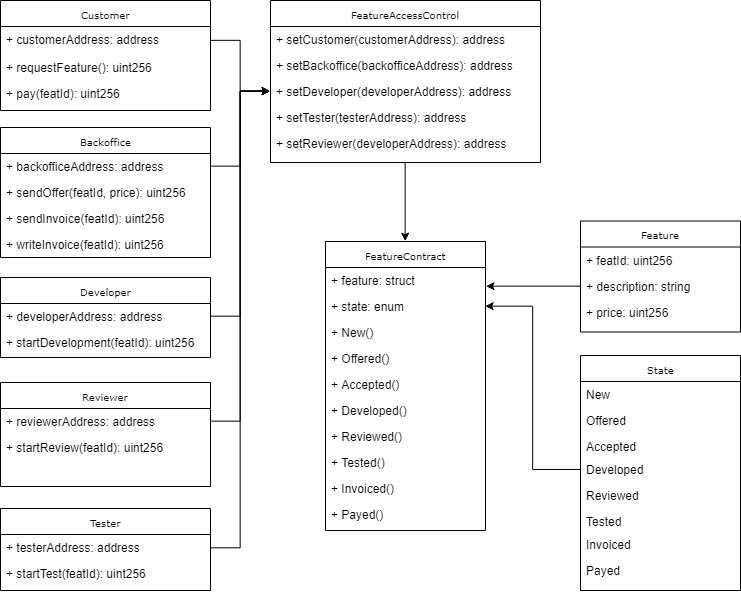 Customer
+ customerAddress: address
+ requestFeature(): uint256
+ pay(featId): uint256
Backoffice
+ backofficeAddress: address
+ sendOffer(featId, price): uint256
+ sendInvoice(featId): uint256
+ writeInvoice(featId): uint256
Developer
+ developerAddress: address
+ startDevelopment(featId): uint256
Reviewer
+ reviewerAddress: address
+ startReview(featId): uint256
Tester
+ testerAddress: address
+ startTest(featId): uint256
FeatureAccessControl
+ setCustomer(customerAddress): address
+ setBackoffice(backofficeAddress): address
+ setDeveloper(developerAddress): address
+ setTester(testerAddress): address
+ setReviewer(developerAddress): address
FeatureContract
+ feature: struct
+ state: enum
+ New()
+ Offered()
+ Accepted()
+ Developed()
+ Reviewed()
+ Tested()
+ Invoiced()
+ Payed()
Feature
+ featId: uint256
+ description: string
+ price: uint256
State
New
Offered
Accepted
Developed
Reviewed
Tested
Invoiced
Payed